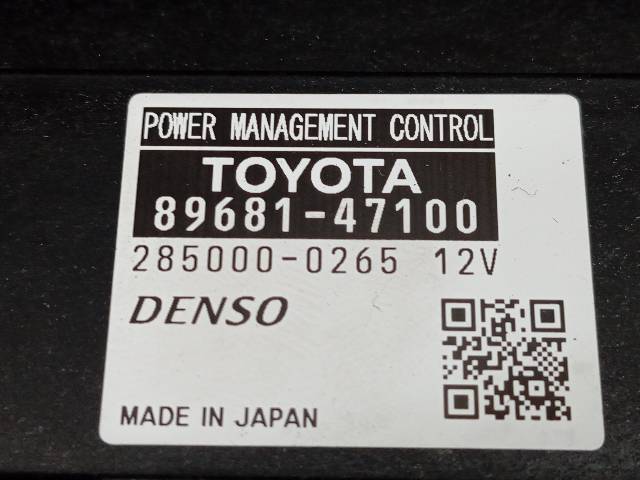 POWER MANAGEMENT CONTROL
TOYOTA
89681-47100
285000-0265 12V
DENSO
MADE IN JAPAN